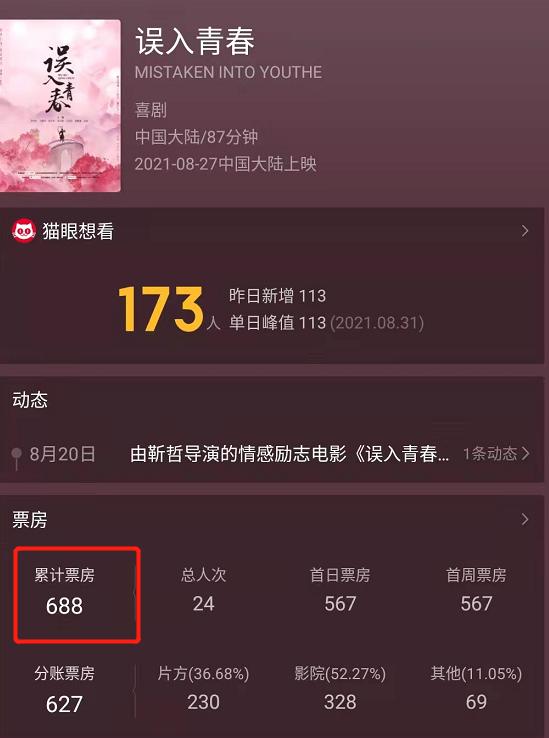 误入青春
误入青春
MISTAKEN INTO YOUTHE
喜剧
中国大陆/87分钟
2021-08-27中国大陆上映
猫眼想看
173人
昨日新增 113
单日峰值 113 (2021.08.31)
动态
8月20日 由靳哲导演的情感励志电影《误入青春... 1条动态
票房
累计票房 总人次 首日票房 首周票房
688 24 567 567
分账票房 片方(36.68%) 影院(52.27%) 其他(11.05%)
627 230 328 69